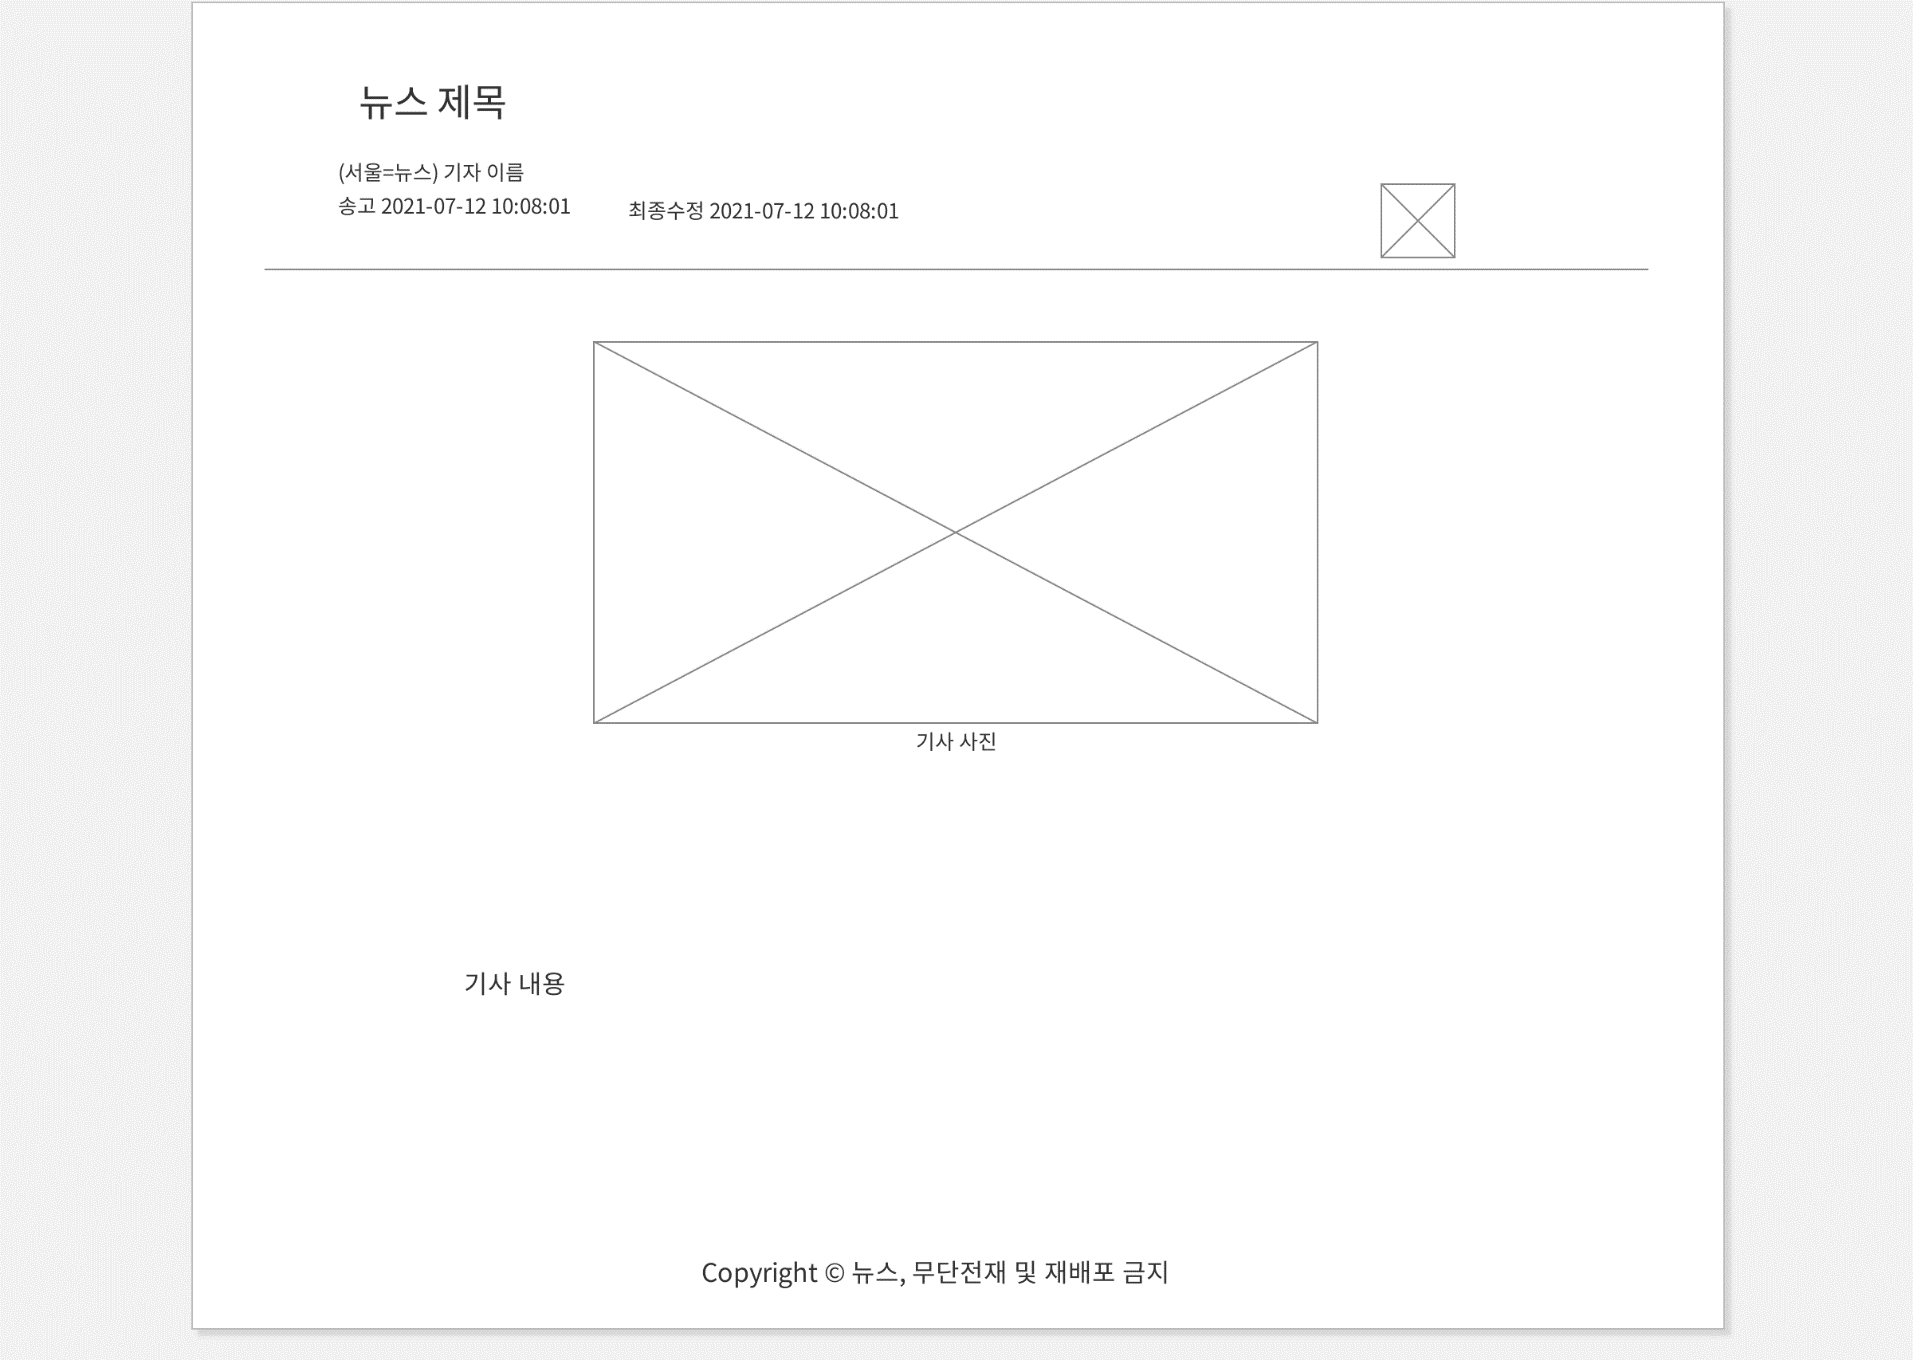 뉴스 제목
(서울=뉴스) 기자 이름
송고 2021-07-12 10:08:01
최종수정 2021-07-12 10:08:01
기사 사진
기사 내용
Copyright © 뉴스, 무단전재 및 재배포 금지